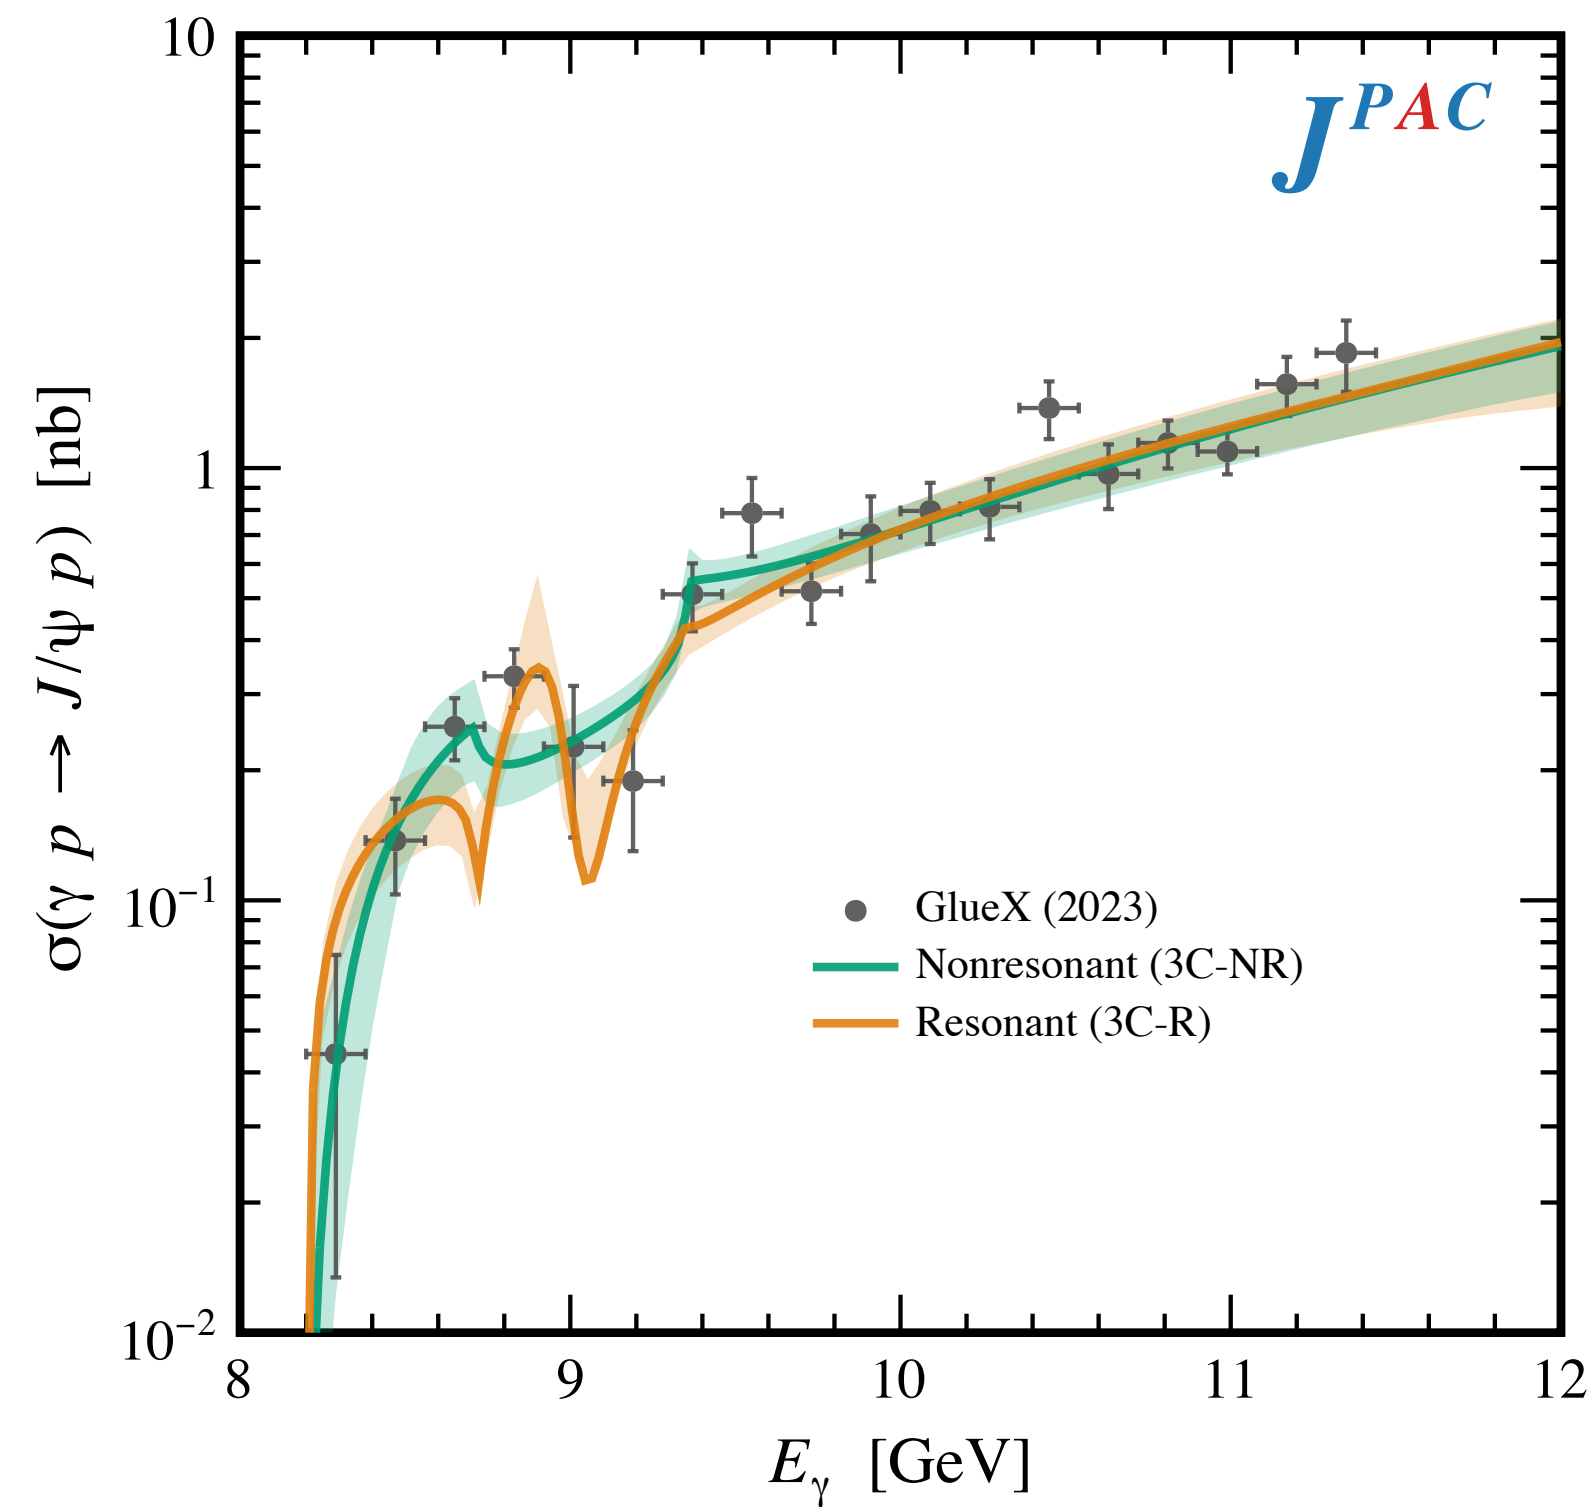 10
J^PAC
σ(γ p → J/ψ p) [nb]
1
10⁻¹
GlueX (2023)
Nonresonant (3C-NR)
Resonant (3C-R)
10⁻²
8 9 10 11 12
E_γ [GeV]